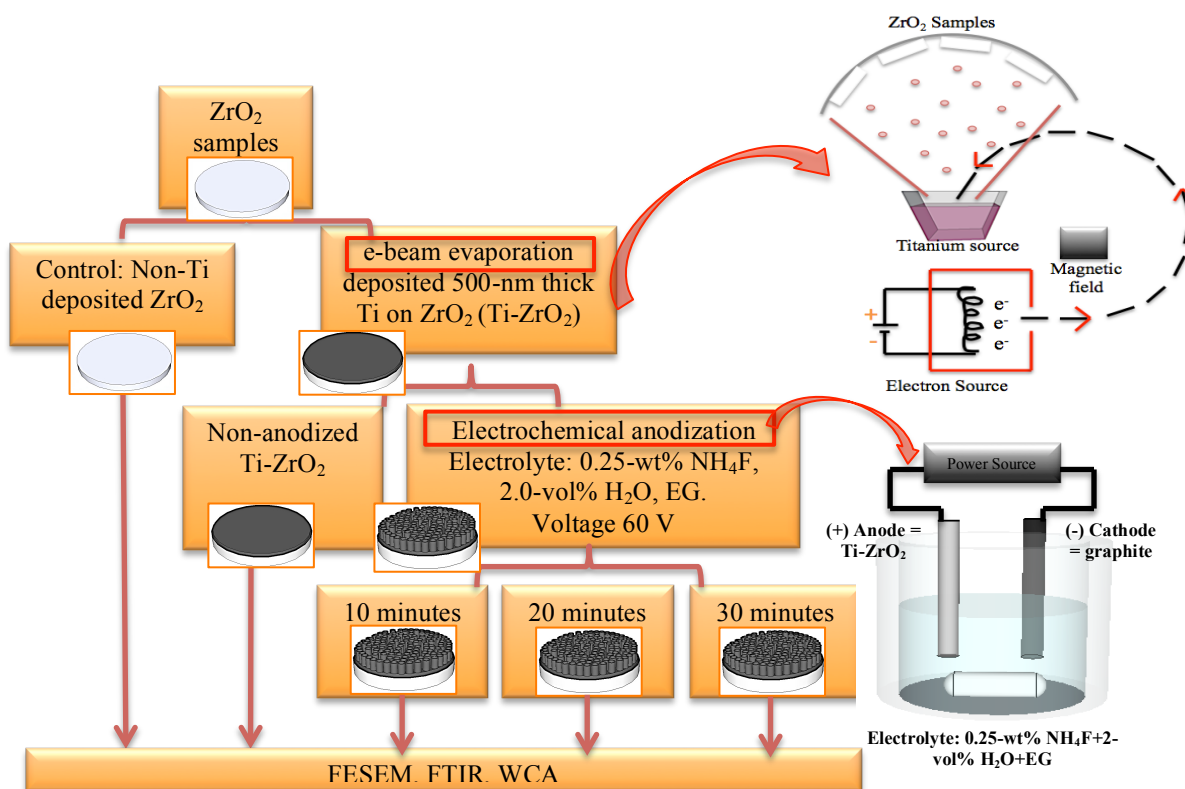 ZrO₂
samples
Control: Non-Ti
deposited ZrO₂
e-beam evaporation
deposited 500-nm thick
Ti on ZrO₂ (Ti-ZrO₂)
Non-anodized
Ti-ZrO₂
Electrochemical anodization
Electrolyte: 0.25-wt% NH₄F,
2.0-vol% H₂O, EG.
Voltage 60 V
10 minutes
20 minutes
30 minutes
FESEM, FTIR, WCA
ZrO₂ Samples
Titanium source
Magnetic
field
+
-
e⁻
e⁻
e⁻
Electron Source
Power Source
(+) Anode =
Ti-ZrO₂
(-) Cathode
= graphite
Electrolyte: 0.25-wt% NH₄F+2-
vol% H₂O+EG